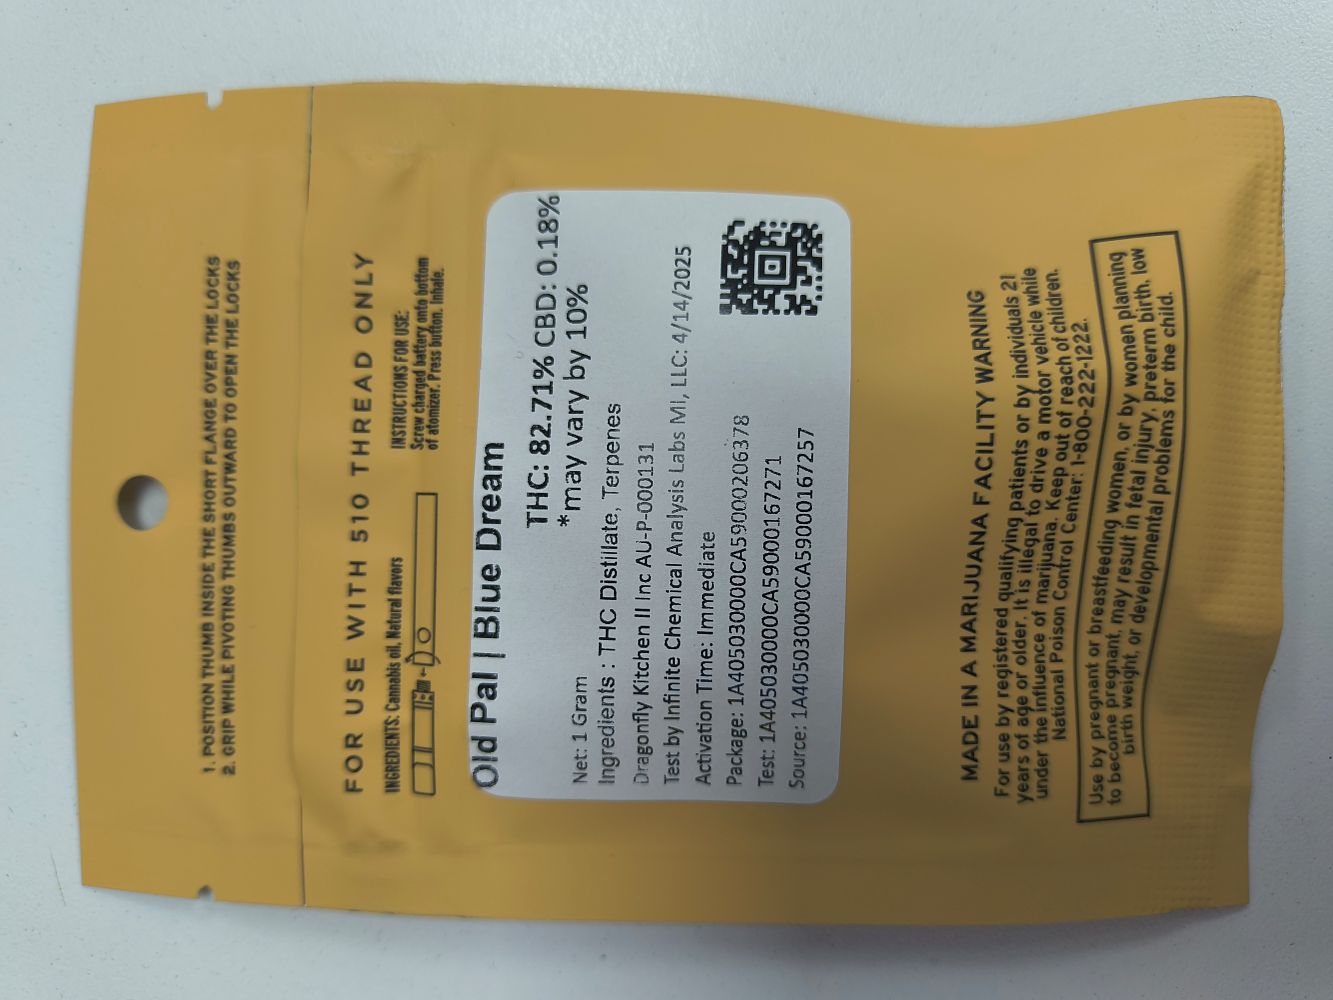 1. POSITION THUMB INSIDE THE SHORT FLANGE OVER THE LOCKS
2. GRIP WHILE PIVOTING THUMBS OUTWARD TO OPEN THE LOCKS
FOR USE WITH 510 THREAD ONLY
INGREDIENTS: Cannabis oil, Natural flavors
INSTRUCTIONS FOR USE:
Screw charged battery onto bottom
of atomizer. Press button. Inhale.
Old Pal | Blue Dream
THC: 82.71% CBD: 0.18%
*may vary by 10%
Net: 1 Gram
Ingredients : THC Distillate, Terpenes
Dragonfly Kitchen II Inc AU-P-000131
Test by Infinite Chemical Analysis Labs MI, LLC: 4/14/2025
Activation Time: Immediate
Package: 1A405030000CA59000206378
Test: 1A4050300000CA59000167271
Source: 1A4050300000CA59000167257
MADE IN A MARIJUANA FACILITY WARNING
For use by registered qualifying patients or by individuals 21
years of age or older. It is illegal to drive a motor vehicle while
under the influence of marijuana. Keep out of reach of children.
National Poison Control Center: 1-800-222-1222.
Use by pregnant or breastfeeding women, or by women planning
to become pregnant, may result in fetal injury, preterm birth, low
birth weight, or developmental problems for the child.